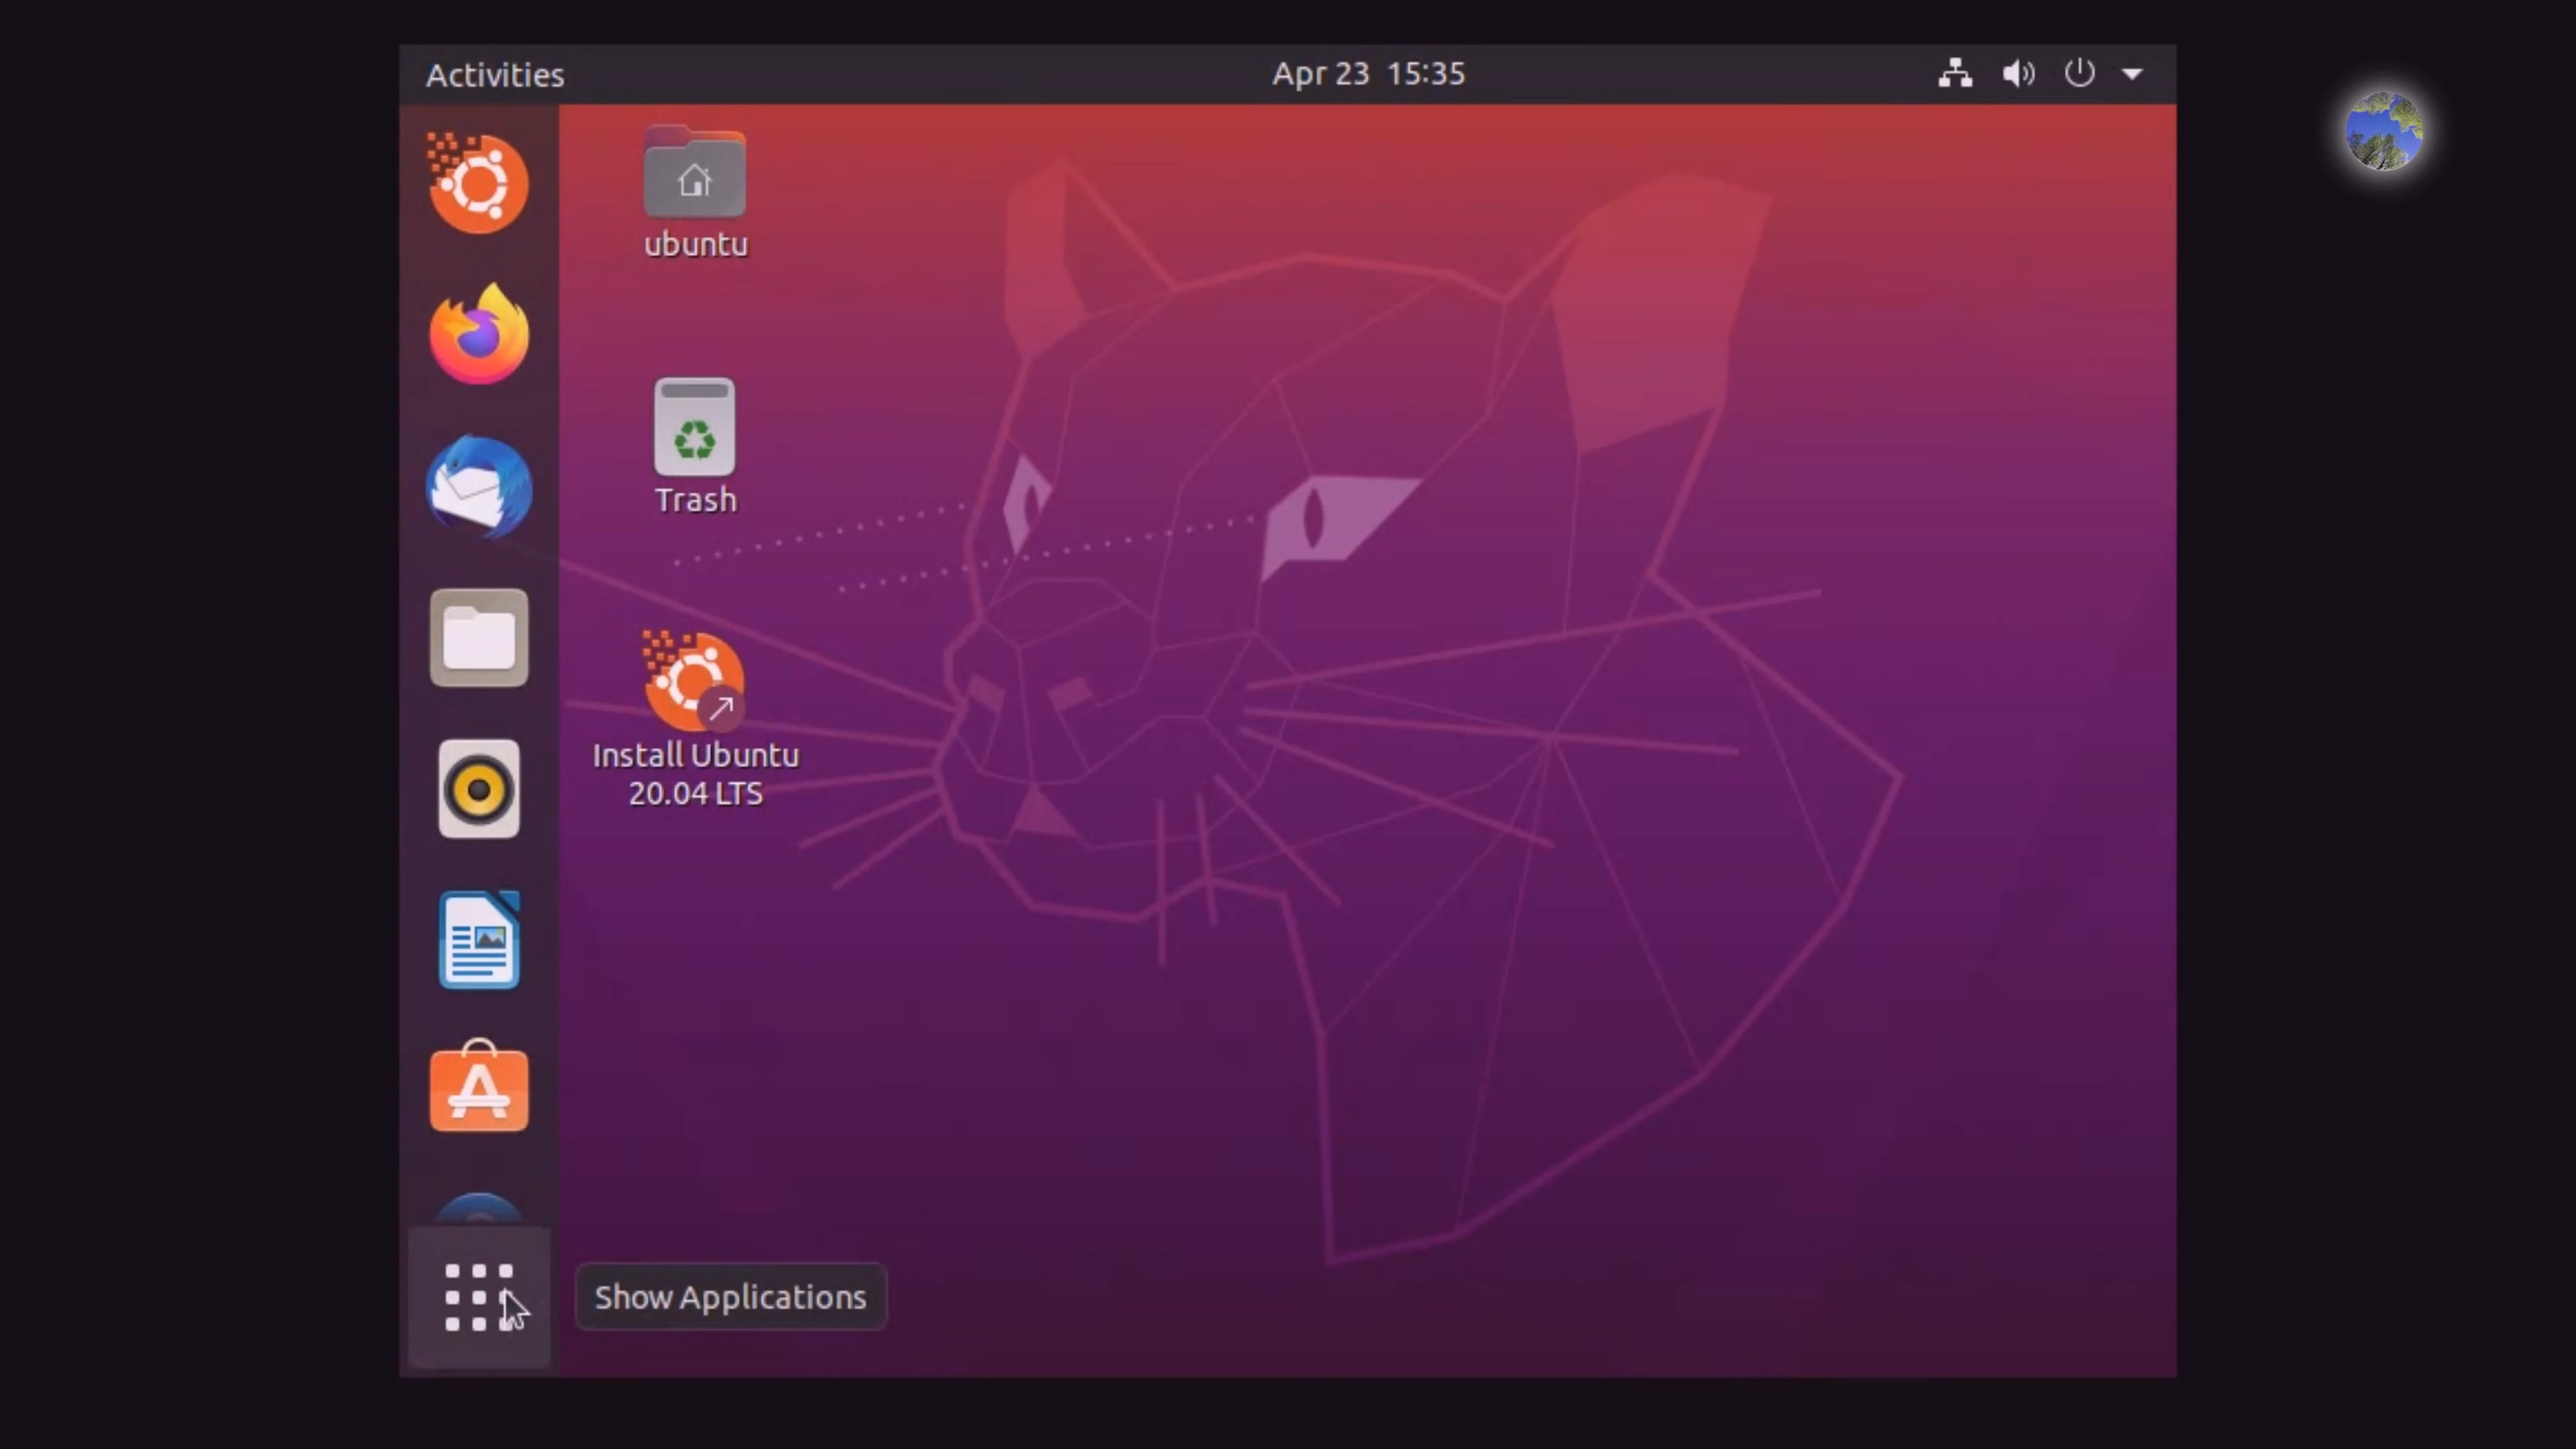 Activities
Apr 23 15:35
ubuntu
Trash
Install Ubuntu
20.04 LTS
Show Applications